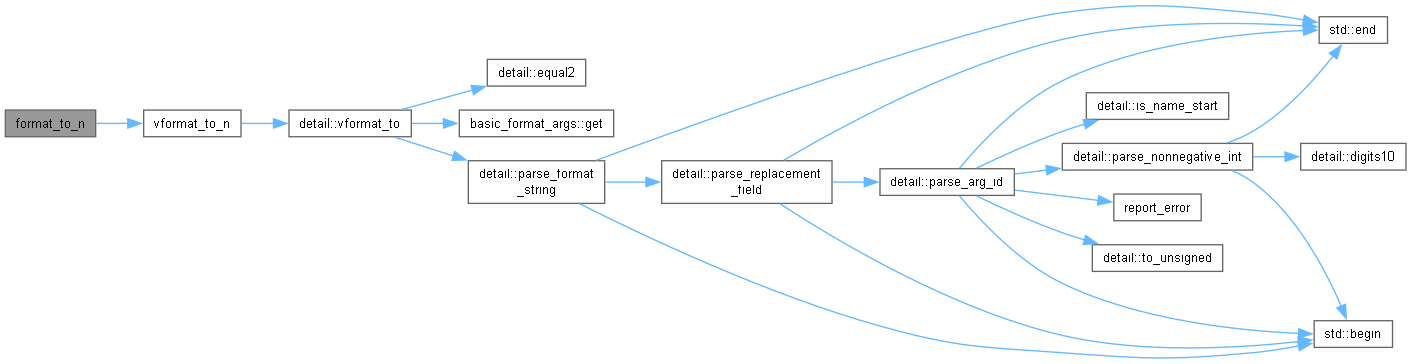 format_to_n
vformat_to_n
detail::vformat_to
detail::equal2
basic_format_args::get
detail::parse_format
_string
detail::parse_replacement
_field
detail::parse_arg_id
std::end
detail::is_name_start
detail::parse_nonnegative_int
detail::digits10
report_error
detail::to_unsigned
std::begin